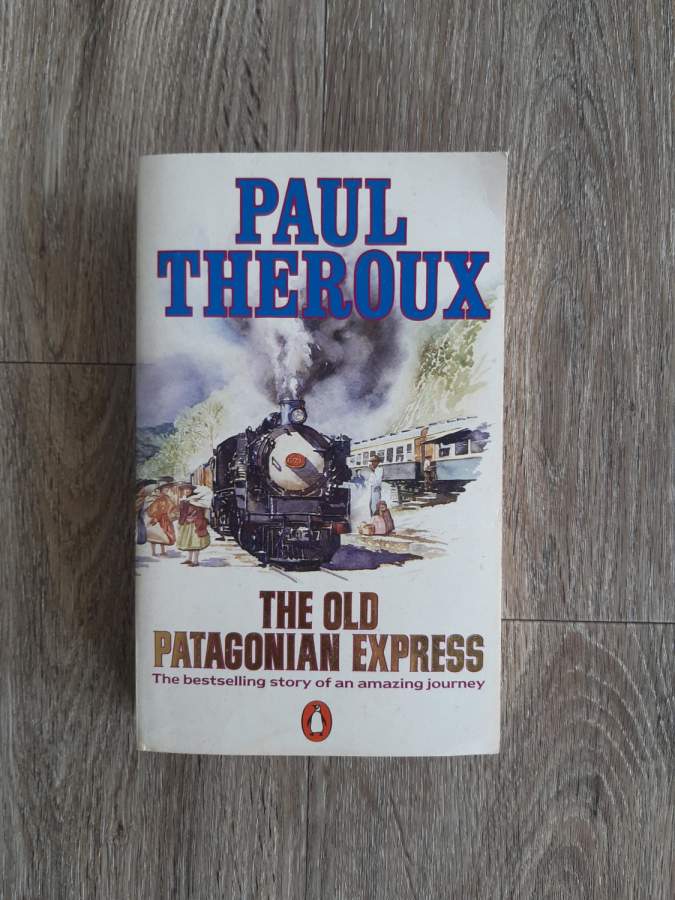 PAUL
THEROUX
THE OLD
PATAGONIAN EXPRESS
The bestselling story of an amazing journey